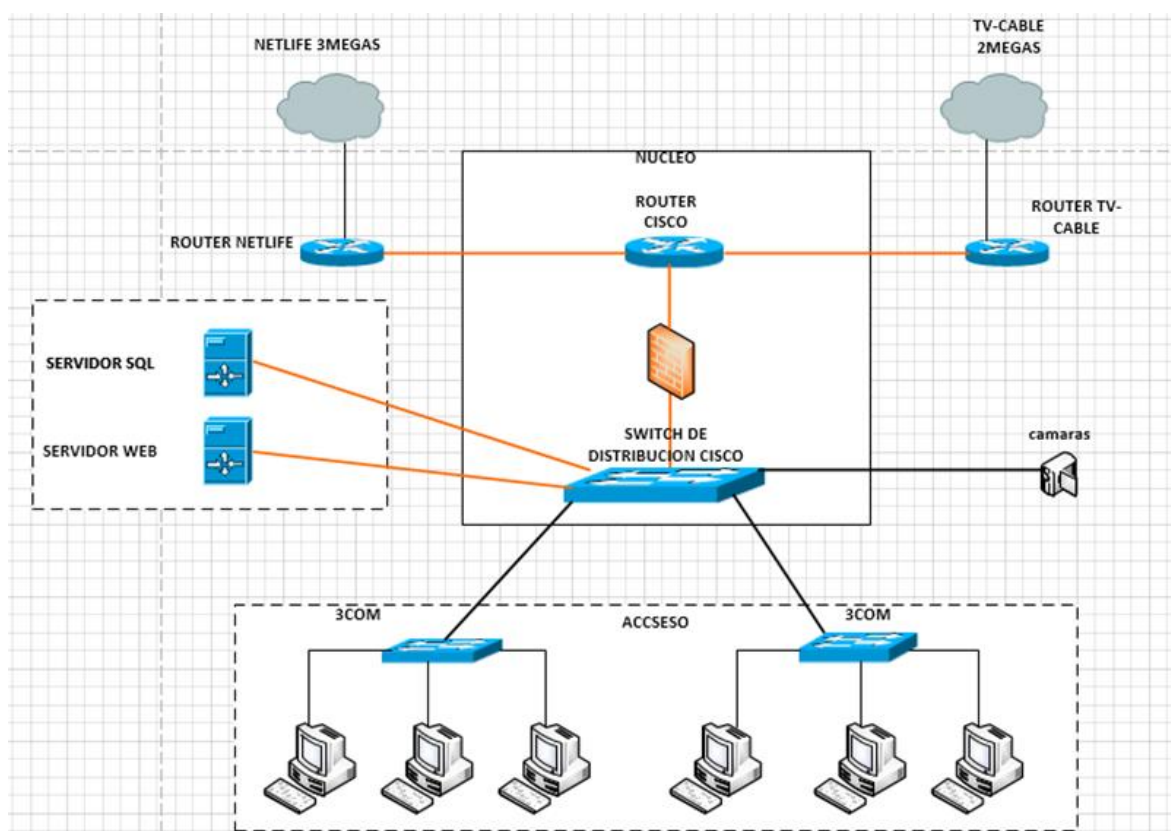 NETLIFE 3MEGAS
TV-CABLE
2MEGAS
NUCLEO
ROUTER
CISCO
ROUTER TV-
CABLE
ROUTER NETLIFE
SERVIDOR SQL
SERVIDOR WEB
SWITCH DE
DISTRIBUCION CISCO
camaras
3COM
ACCSESO
3COM